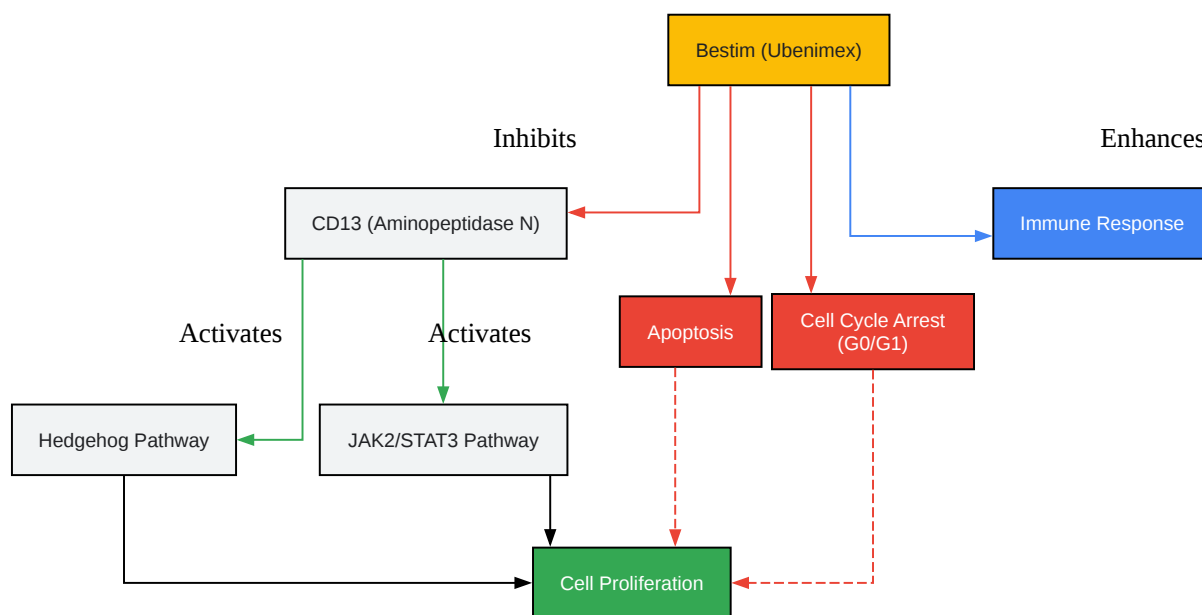 Bestim (Ubenimex)
Inhibits
Enhances
CD13 (Aminopeptidase N)
Immune Response
Activates
Activates
Apoptosis
Cell Cycle Arrest
(G0/G1)
Hedgehog Pathway
JAK2/STAT3 Pathway
Cell Proliferation